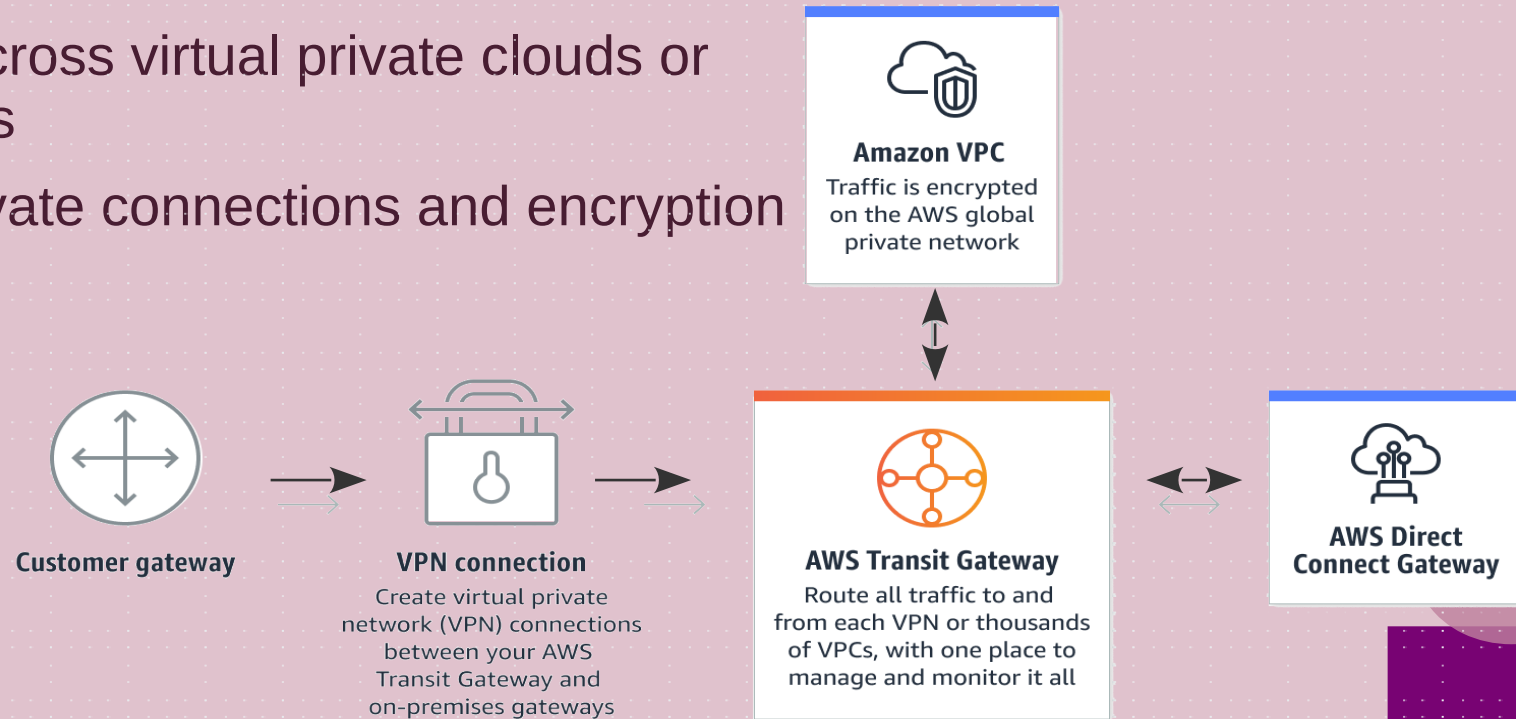 cross virtual private clouds or
s
vate connections and encryption
Amazon VPC
Traffic is encrypted
on the AWS global
private network
Customer gateway
VPN connection
Create virtual private
network (VPN) connections
between your AWS
Transit Gateway and
on-premises gateways
AWS Transit Gateway
Route all traffic to and
from each VPN or thousands
of VPCs, with one place to
manage and monitor it all
AWS Direct
Connect Gateway